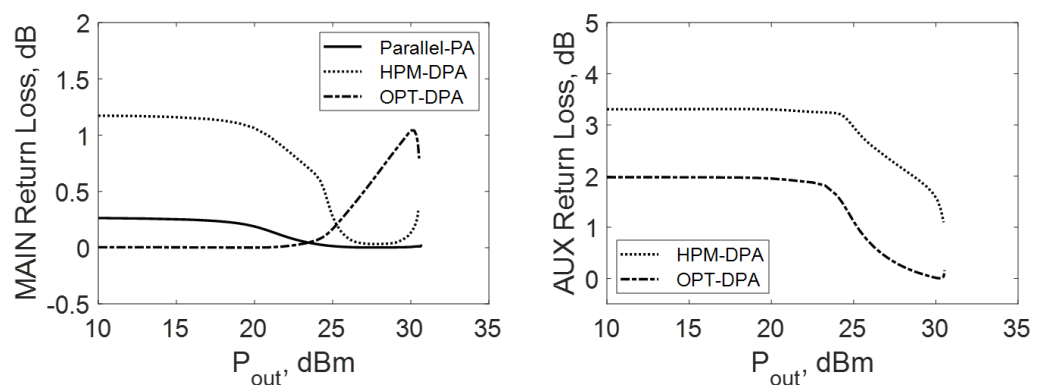 MAIN Return Loss, dB
2
1.5
1
0.5
0
-0.5
Parallel-PA
HPM-DPA
OPT-DPA
10 15 20 25 30 35
Pout, dBm
AUX Return Loss, dB
5
4
3
2
1
0
HPM-DPA
OPT-DPA
10 15 20 25 30 35
Pout, dBm